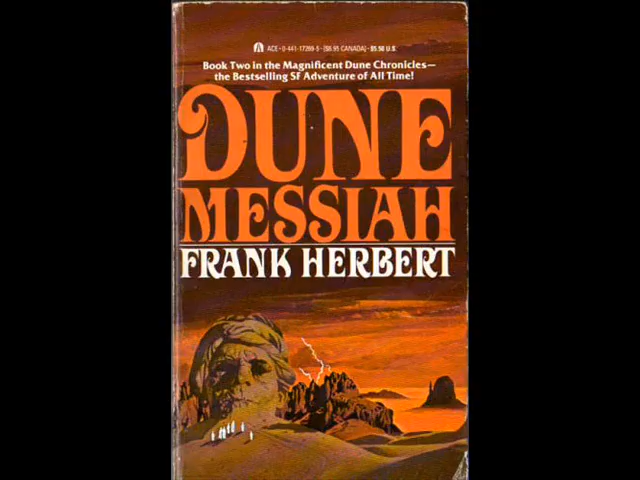 ACE • 0-441-17269-5 • [$6.95 CANADA] • $5.50 U.S.
Book Two in the Magnificent Dune Chronicles—
the Bestselling SF Adventure of All Time!
DUNE
MESSIAH
FRANK HERBERT